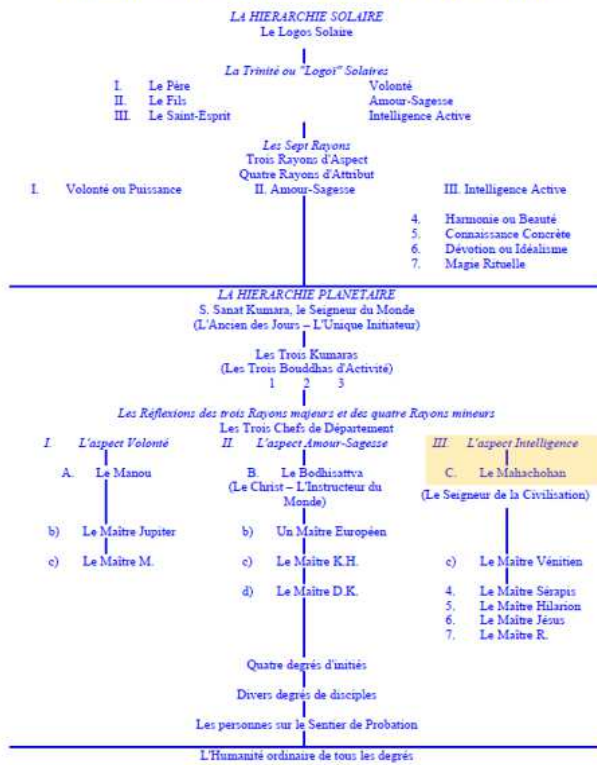 LA HIERARCHIE SOLAIRE
Le Logos Solaire
La Trinité ou "Logoï" Solaires
I. Le Père Volonté
II. Le Fils Amour-Sagesse
III. Le Saint-Esprit Intelligence Active
Les Sept Rayons
Trois Rayons d'Aspect
Quatre Rayons d'Attribut
I. Volonté ou Puissance II. Amour-Sagesse III. Intelligence Active
4. Harmonie ou Beauté
5. Connaissance Concrète
6. Dévotion ou Idéalisme
7. Magie Rituelle
LA HIERARCHIE PLANETAIRE
S. Sanat Kumara, le Seigneur du Monde
(L'Ancien des Jours – L'Unique Initiateur)
Les Trois Kumaras
(Les Trois Bouddhas d'Activité)
1 2 3
Les Réflexions des trois Rayons majeurs et des quatre Rayons mineurs
Les Trois Chefs de Département
I. L'aspect Volonté II. L'aspect Amour-Sagesse III. L'aspect Intelligence
A. Le Manou B. Le Bodhisattva C. Le Mahachohan
(Le Christ – L'Instructeur du (Le Seigneur de la Civilisation)
Monde)
b) Le Maître Jupiter b) Un Maître Européen
c) Le Maître M. c) Le Maître K.H. c) Le Maître Vénitien
d) Le Maître D.K. 4. Le Maître Sérapis
5. Le Maître Hilarion
6. Le Maître Jésus
7. Le Maître R.
Quatre degrés d'initiés
Divers degrés de disciples
Les personnes sur le Sentier de Probation
L'Humanité ordinaire de tous les degrés